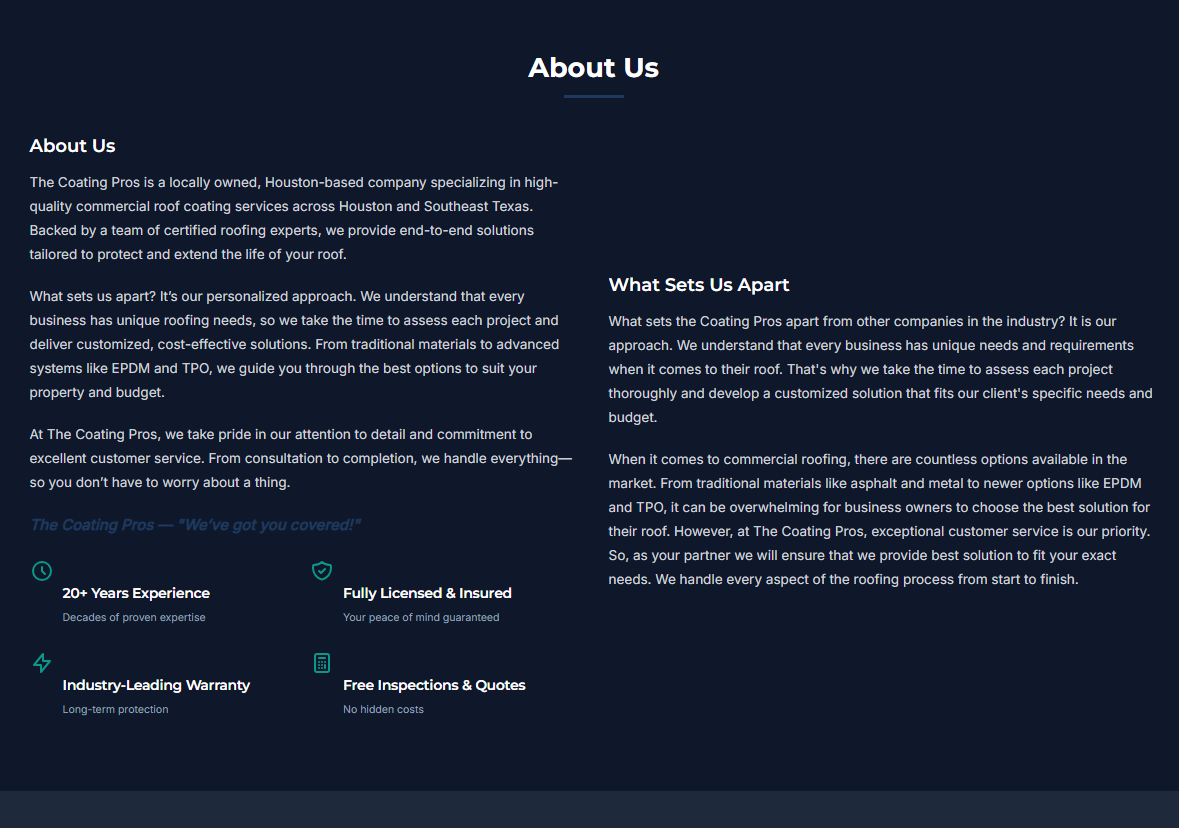 About Us
About Us
The Coating Pros is a locally owned, Houston-based company specializing in high-
quality commercial roof coating services across Houston and Southeast Texas.
Backed by a team of certified roofing experts, we provide end-to-end solutions
tailored to protect and extend the life of your roof.
What sets us apart? It’s our personalized approach. We understand that every
business has unique roofing needs, so we take the time to assess each project and
deliver customized, cost-effective solutions. From traditional materials to advanced
systems like EPDM and TPO, we guide you through the best options to suit your
property and budget.
At The Coating Pros, we take pride in our attention to detail and commitment to
excellent customer service. From consultation to completion, we handle everything—
so you don’t have to worry about a thing.
The Coating Pros — "We’ve got you covered!"
20+ Years Experience
Decades of proven expertise
Fully Licensed & Insured
Your peace of mind guaranteed
Industry-Leading Warranty
Long-term protection
Free Inspections & Quotes
No hidden costs
What Sets Us Apart
What sets the Coating Pros apart from other companies in the industry? It is our
approach. We understand that every business has unique needs and requirements
when it comes to their roof. That's why we take the time to assess each project
thoroughly and develop a customized solution that fits our client's specific needs and
budget.
When it comes to commercial roofing, there are countless options available in the
market. From traditional materials like asphalt and metal to newer options like EPDM
and TPO, it can be overwhelming for business owners to choose the best solution for
their roof. However, at The Coating Pros, exceptional customer service is our priority.
So, as your partner we will ensure that we provide best solution to fit your exact
needs. We handle every aspect of the roofing process from start to finish.